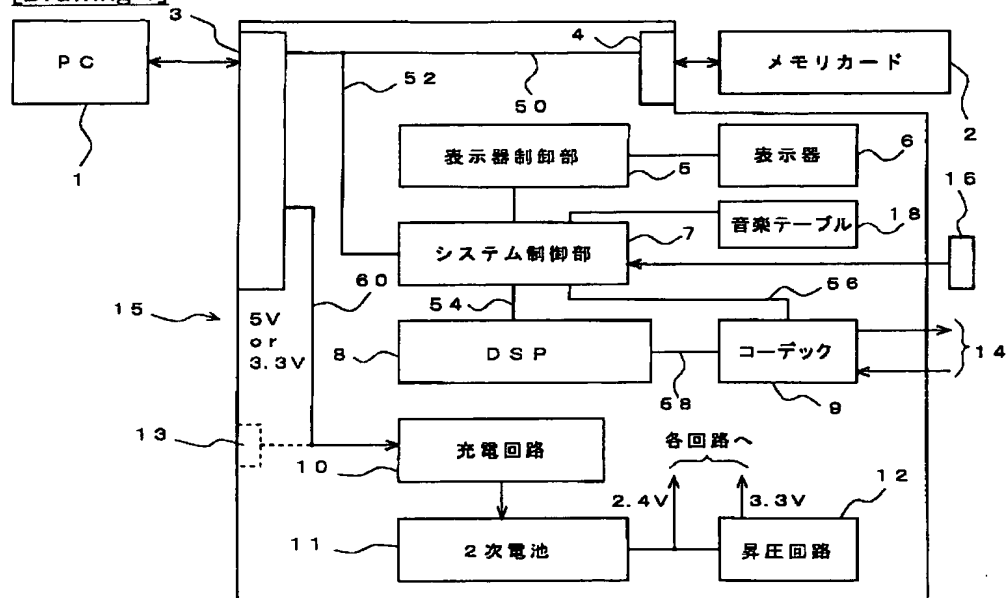 [Drawing
3
PC
1
4
メモリカード
2
52
50
表示器制御部
5
表示器
6
16
音楽テーブル
18
システム制御部
7
60
54
56
15
5V
or
3.3V
8
DSP
58
コーデック
9
14
13
10
充電回路
各回路へ
2.4V
3.3V
12
11
2次電池
昇圧回路